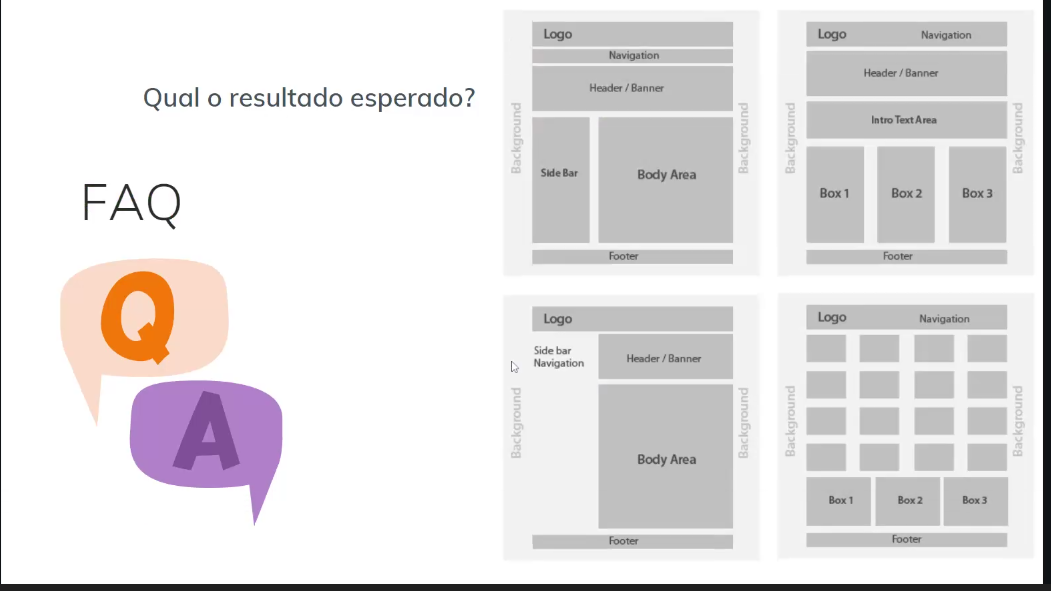 Qual o resultado esperado?
FAQ
Q
A
Logo
Navigation
Header / Banner
Background
Side Bar
Body Area
Background
Footer
Logo
Navigation
Header / Banner
Intro Text Area
Background
Box 1
Box 2
Box 3
Background
Footer
Logo
Side bar
Navigation
Header / Banner
Background
Body Area
Background
Footer
Logo
Navigation
Background
Background
Box 1
Box 2
Box 3
Footer